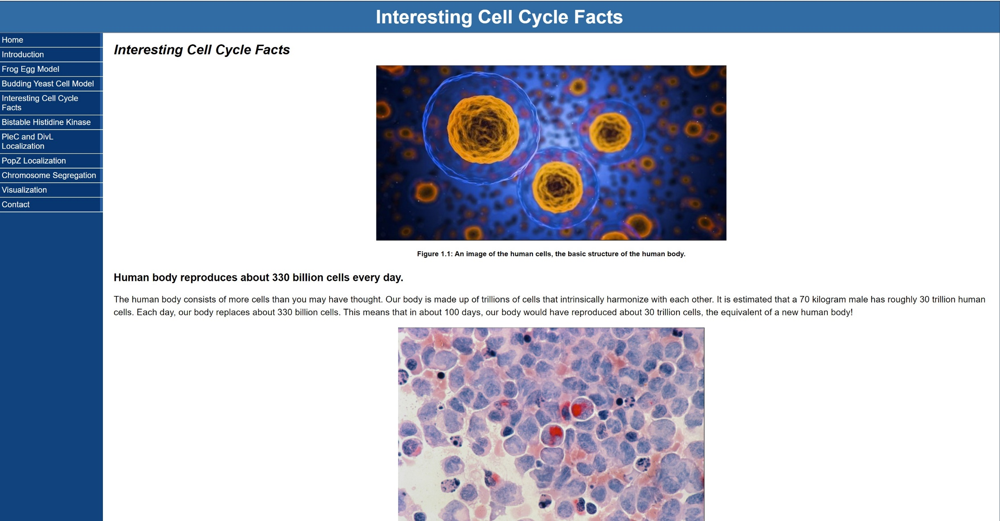 Interesting Cell Cycle Facts
Home
Introduction
Frog Egg Model
Budding Yeast Cell Model
Interesting Cell Cycle
Facts
Bistable Histidine Kinase
PleC and DivL
Localization
PopZ Localization
Chromosome Segregation
Visualization
Contact
Interesting Cell Cycle Facts
Figure 1.1: An image of the human cells, the basic structure of the human body.
Human body reproduces about 330 billion cells every day.
The human body consists of more cells than you may have thought. Our body is made up of trillions of cells that intrinsically harmonize with each other. It is estimated that a 70 kilogram male has roughly 30 trillion human
cells. Each day, our body replaces about 330 billion cells. This means that in about 100 days, our body would have reproduced about 30 trillion cells, the equivalent of a new human body!